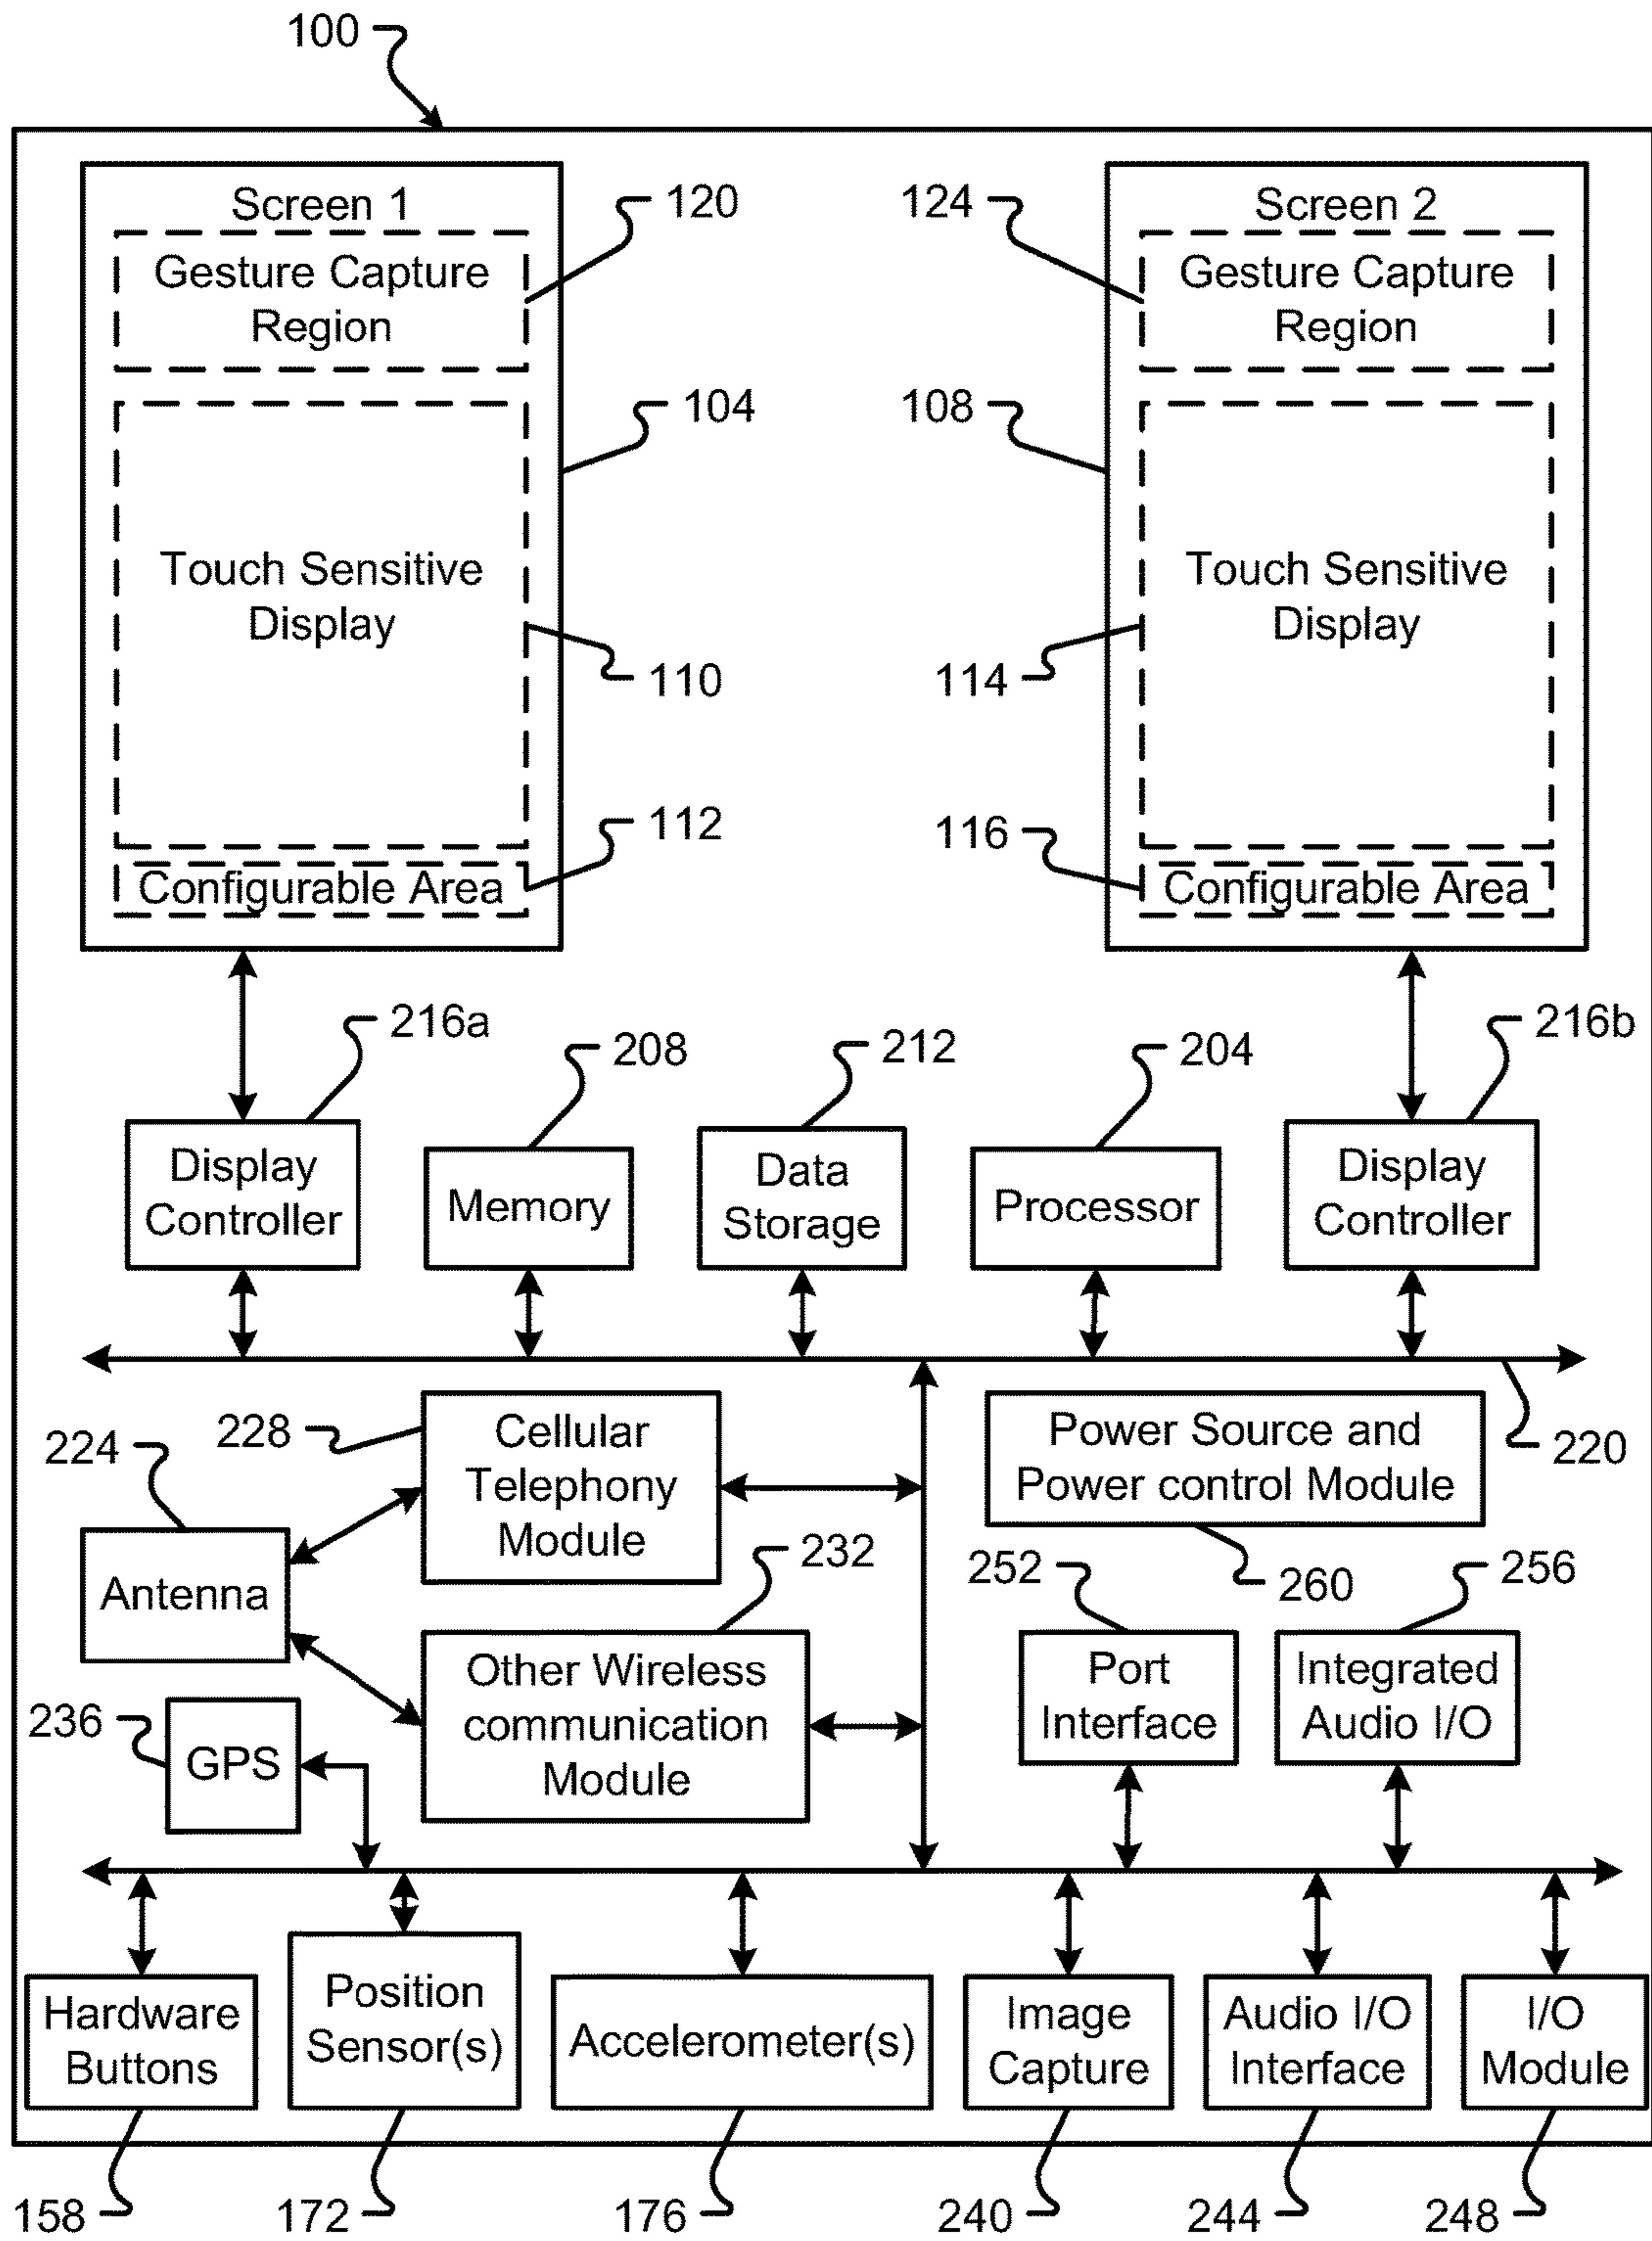 100
Screen 1
Gesture Capture
Region
120
104
Touch Sensitive
Display
110
112
Configurable Area
Screen 2
124
Gesture Capture
Region
108
Touch Sensitive
Display
114
116
Configurable Area
216a
208
212
204
216b
Display
Controller
Memory
Data
Storage
Processor
Display
Controller
220
224
228
Cellular
Telephony
Module
Power Source and
Power control Module
260
Antenna
232
Other Wireless
communication
Module
252
Port
Interface
256
Integrated
Audio I/O
236
GPS
Hardware
Buttons
Position
Sensor(s)
Accelerometer(s)
Image
Capture
Audio I/O
Interface
I/O
Module
158
172
176
240
244
248